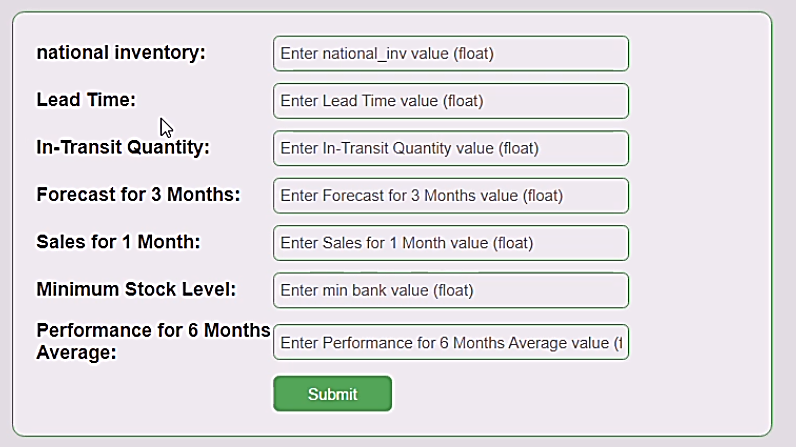 national inventory: Enter national_inv value (float)
Lead Time: Enter Lead Time value (float)
In-Transit Quantity: Enter In-Transit Quantity value (float)
Forecast for 3 Months: Enter Forecast for 3 Months value (float)
Sales for 1 Month: Enter Sales for 1 Month value (float)
Minimum Stock Level: Enter min bank value (float)
Performance for 6 Months
Average:
Enter Performance for 6 Months Average value (f
Submit